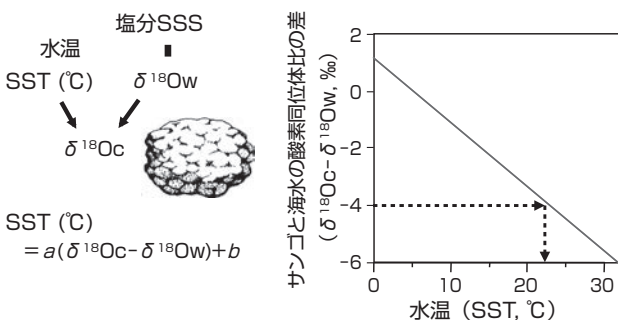 塩分SSS
水温
SST (℃) δ¹⁸Ow
δ¹⁸Oc
SST (℃)
=a(δ¹⁸Oc-δ¹⁸Ow)+b
サンゴと海水の酸素同位体比の差
(δ¹⁸Oc-δ¹⁸Ow, ‰)
2
0
-2
-4
-6
0 10 20 30
水温(SST, ℃)